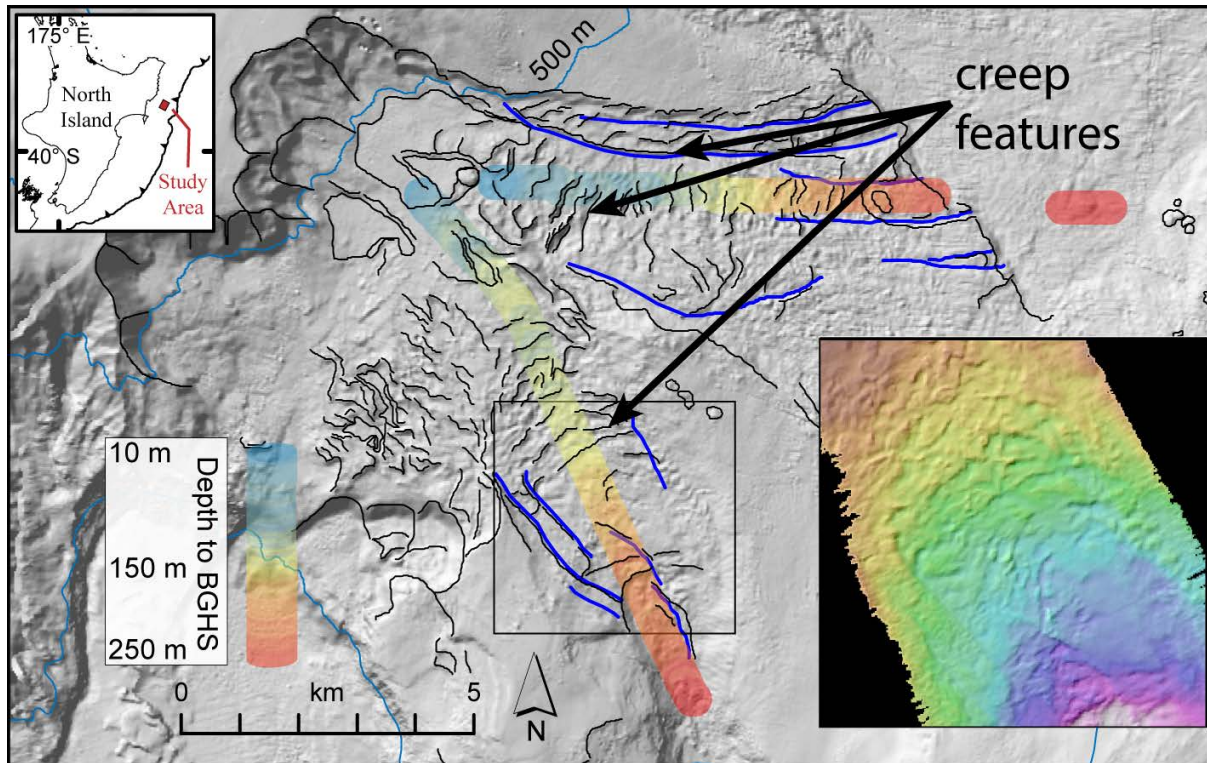 175° E
North
Island
40° S
Study
Area
500 m
creep
features
10 m
150 m
250 m
Depth to BGHS
0
km
5
N